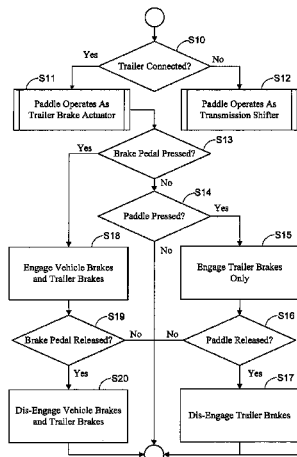 S10
Trailer Connected?
Yes
No
S11
S12
Paddle Operates As
Trailer Brake Actuator
Paddle Operates As
Transmission Shifter
S13
Brake Pedal Pressed?
Yes
No
S14
Paddle Pressed?
Yes
No
S18
S15
Engage Vehicle Brakes
and Trailer Brakes
Engage Trailer Brakes
Only
S19
S16
Brake Pedal Released?
No
No
Paddle Released?
Yes
Yes
S20
S17
Dis-Engage Vehicle Brakes
and Trailer Brakes
Dis-Engage Trailer Brakes